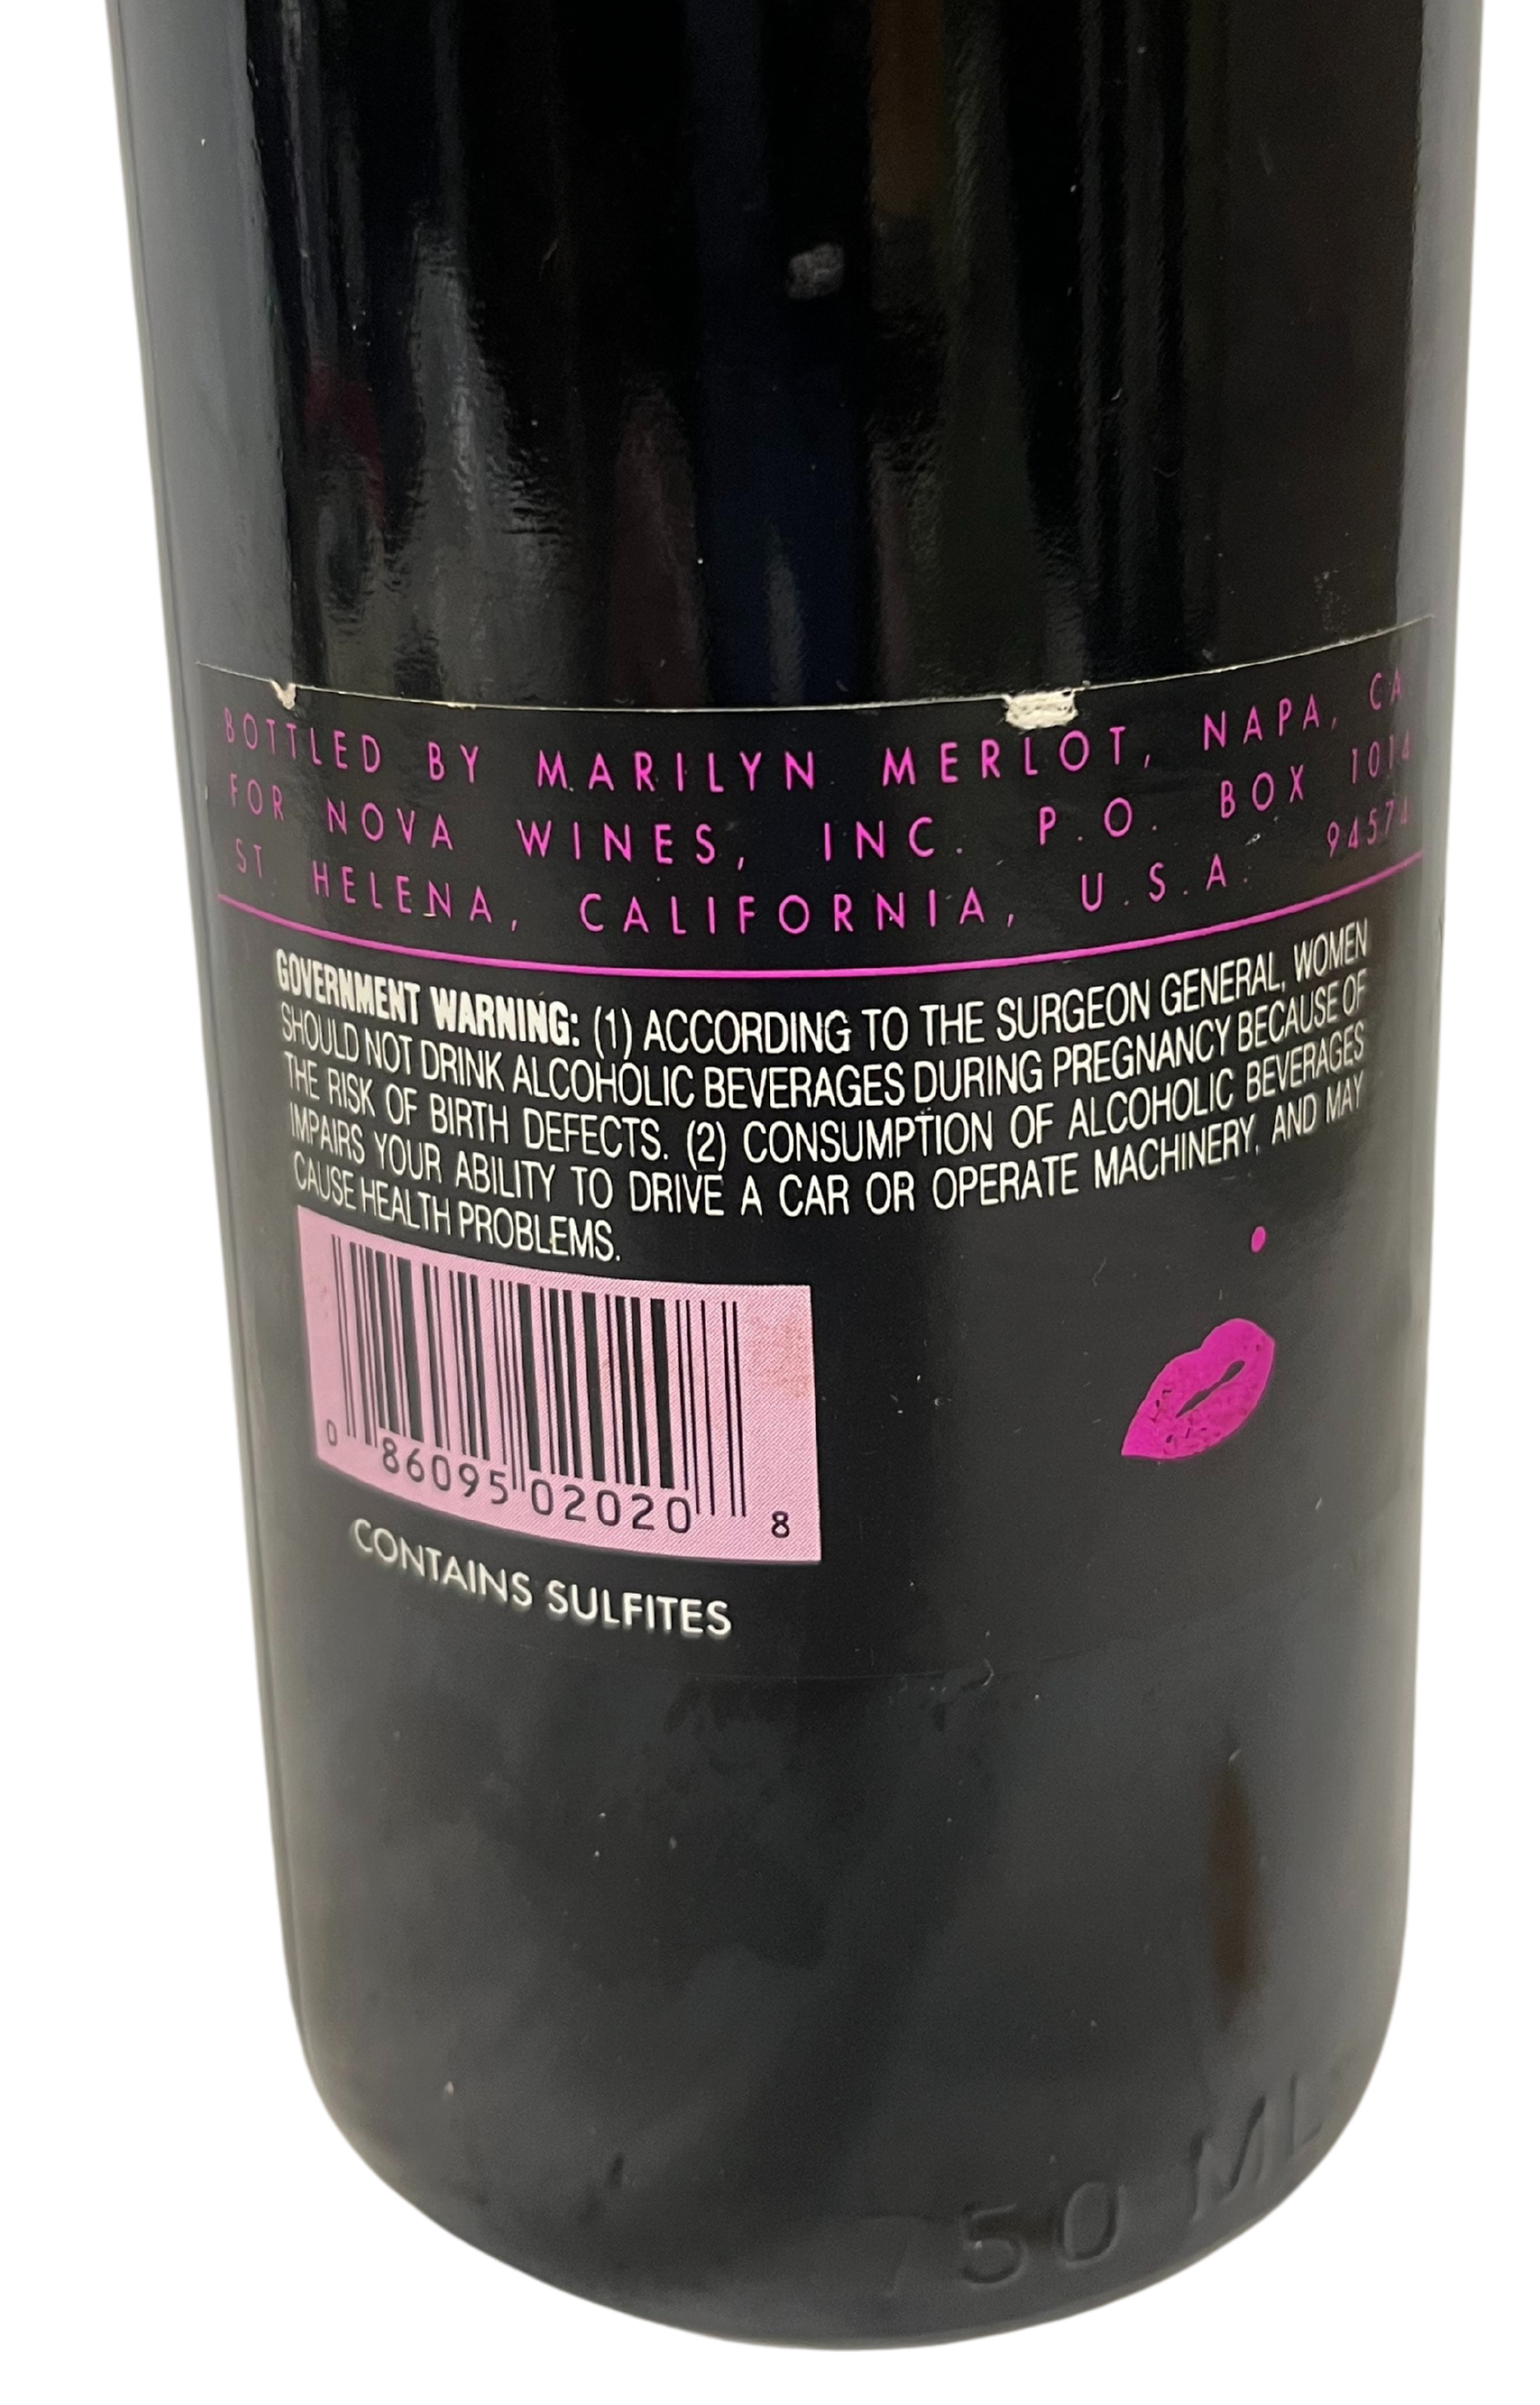 BOTTLED BY MARILYN MERLOT, NAPA, CA.
FOR NOVA WINES, INC. P.O. BOX 1014
ST. HELENA, CALIFORNIA, U.S.A. 94574
GOVERNMENT WARNING: (1) ACCORDING TO THE SURGEON GENERAL, WOMEN
SHOULD NOT DRINK ALCOHOLIC BEVERAGES DURING PREGNANCY BECAUSE OF
THE RISK OF BIRTH DEFECTS. (2) CONSUMPTION OF ALCOHOLIC BEVERAGES
IMPAIRS YOUR ABILITY TO DRIVE A CAR OR OPERATE MACHINERY, AND MAY
CAUSE HEALTH PROBLEMS.
0 86095 02020 8
CONTAINS SULFITES
750 ML